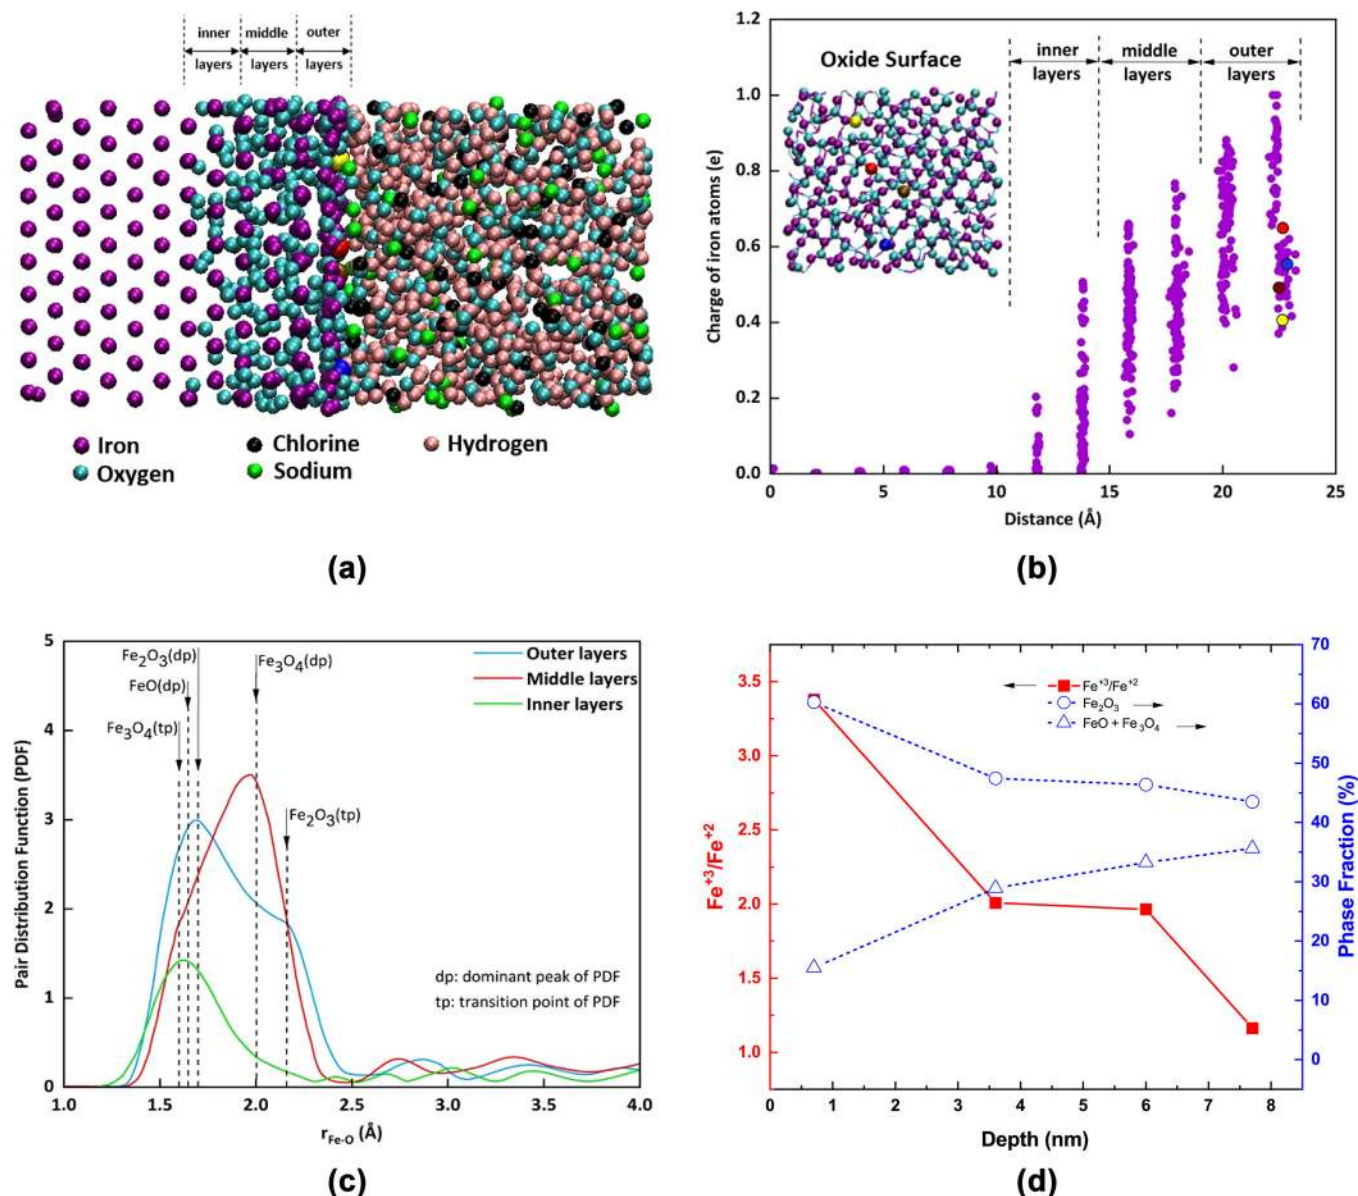 inner middle outer
layers layers layers
Iron
Chlorine
Hydrogen
Oxygen
Sodium
(a)
1.2
1.0
0.8
0.6
0.4
0.2
0.0
Charge of iron atoms (e)
Oxide Surface
inner
layers
middle
layers
outer
layers
0 5 10 15 20 25
Distance (Å)
(b)
5
4
3
2
1
0
Pair Distribution Function (PDF)
Fe₂O₃(dp)
FeO(dp)
Fe₃O₄(tp)
Fe₃O₄(dp)
Fe₂O₃(tp)
Outer layers
Middle layers
Inner layers
dp: dominant peak of PDF
tp: transition point of PDF
1.0 1.5 2.0 2.5 3.0 3.5 4.0
r Fe-O (Å)
(c)
3.5
3.0
2.5
2.0
1.5
1.0
Fe⁺³/Fe⁺²
Fe⁺³/Fe⁺²
Fe₂O₃
FeO + Fe₃O₄
70
60
50
40
30
20
10
0
Phase Fraction (%)
0 1 2 3 4 5 6 7 8
Depth (nm)
(d)